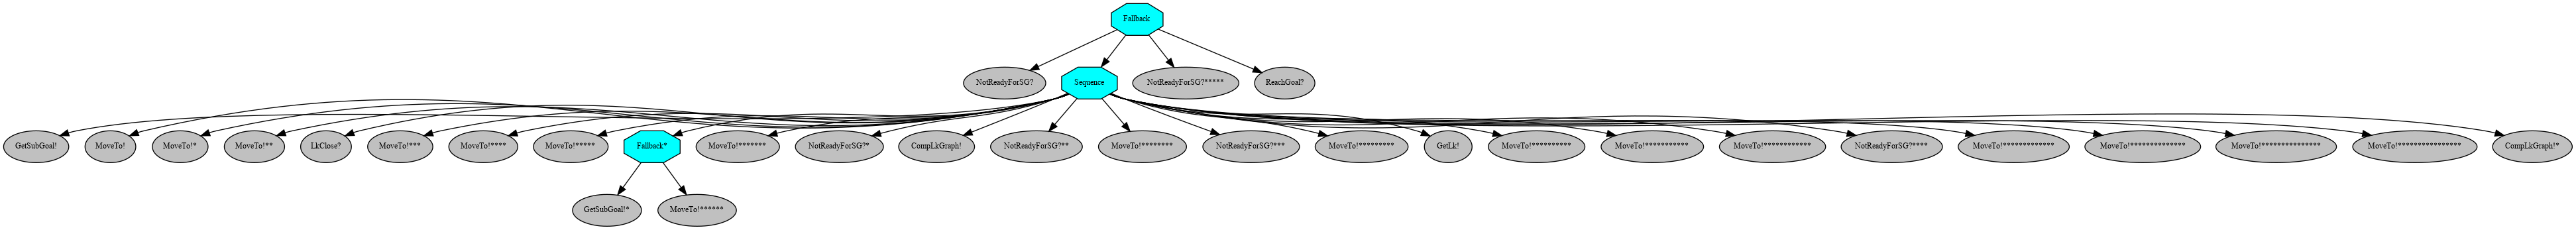 Fallback
NotReadyForSG?
Sequence
NotReadyForSG?*****
ReachGoal?
GetSubGoal!
MoveTo!
MoveTo!*
MoveTo!**
LkClose?
MoveTo!***
MoveTo!****
MoveTo!*****
Fallback*
MoveTo!*******
NotReadyForSG?*
CompLkGraph!
NotReadyForSG?**
MoveTo!********
NotReadyForSG?***
MoveTo!*********
GetLk!
MoveTo!**********
MoveTo!***********
MoveTo!************
NotReadyForSG?****
MoveTo!*************
MoveTo!**************
MoveTo!***************
MoveTo!****************
CompLkGraph!*
GetSubGoal!*
MoveTo!******